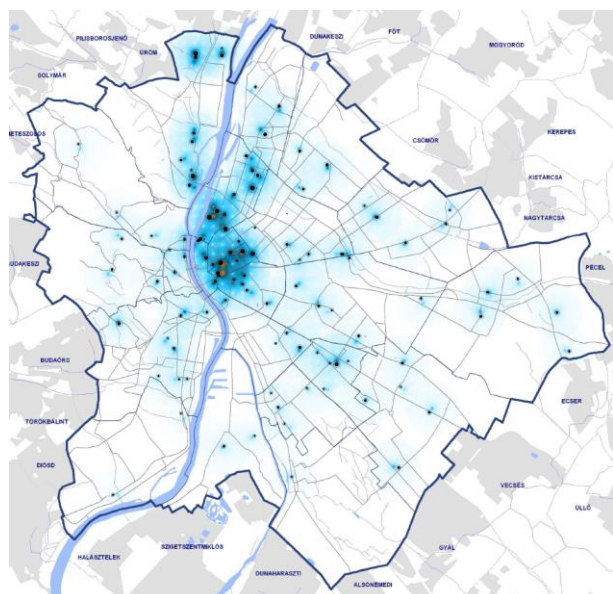 PILISBOROSJENŐ
DUNAKESZI
FÓT
MOGYORÓD
ÜRÖM
SOLYMÁR
KEREPES
CSÖMÖR
KISTARCSA
NAGYTARCSA
PÉCEL
BUDAÖRS
ECSER
TÖRÖKBÁLINT
DIÓSD
VECSÉS
ÜLLŐ
GYÁL
SZIGETSZENTMIKLÓS
HALÁSZTELEK
DUNAHARASZTI
ALSÓNÉMEDI